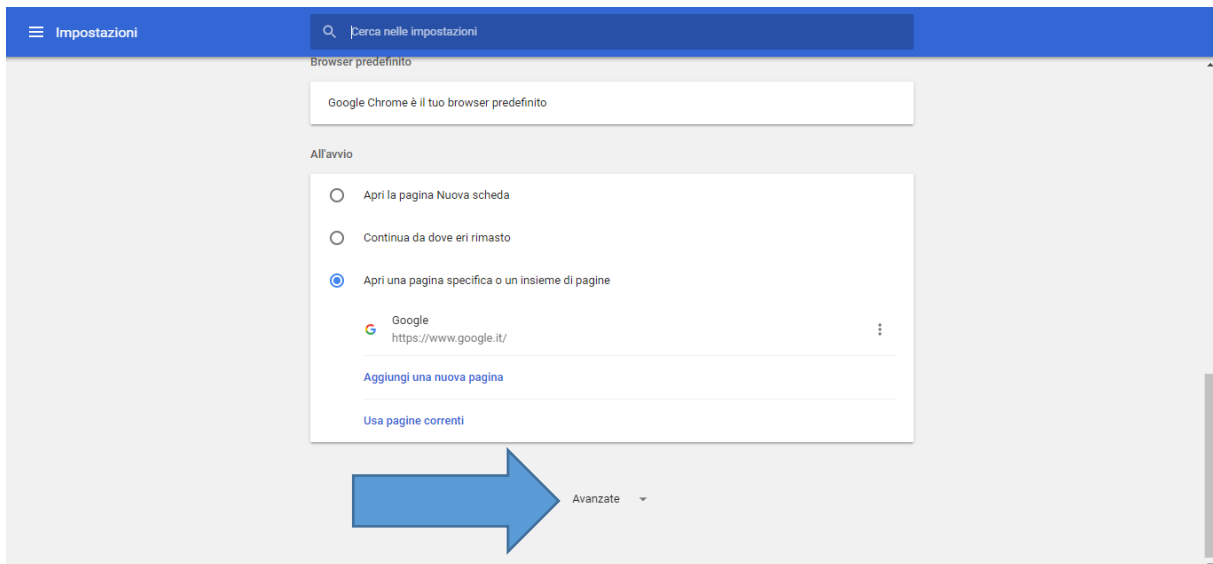 Impostazioni
Cerca nelle impostazioni
Browser predefinito
Google Chrome è il tuo browser predefinito
All'avvio
Apri la pagina Nuova scheda
Continua da dove eri rimasto
Apri una pagina specifica o un insieme di pagine
Google
https://www.google.it/
Aggiungi una nuova pagina
Usa pagine correnti
Avanzate